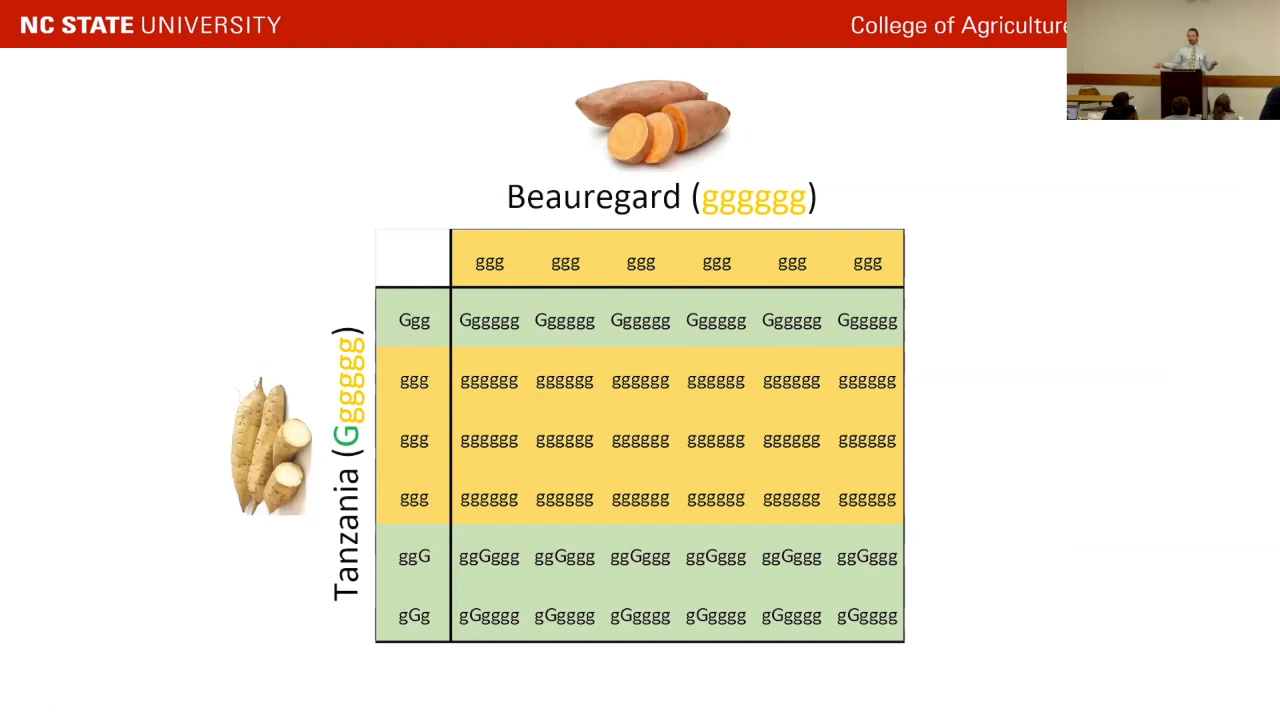 NC STATE UNIVERSITY
College of Agriculture
Beauregard (gggggg)
Tanzania (Gggggg)
ggg ggg ggg ggg ggg ggg
Ggg Gggggg Gggggg Gggggg Gggggg Gggggg Gggggg
ggg gggggg gggggg gggggg gggggg gggggg gggggg
ggg gggggg gggggg gggggg gggggg gggggg gggggg
ggg gggggg gggggg gggggg gggggg gggggg gggggg
ggG ggGggg ggGggg ggGggg ggGggg ggGggg ggGggg
gGg gGgggg gGgggg gGgggg gGgggg gGgggg gGgggg